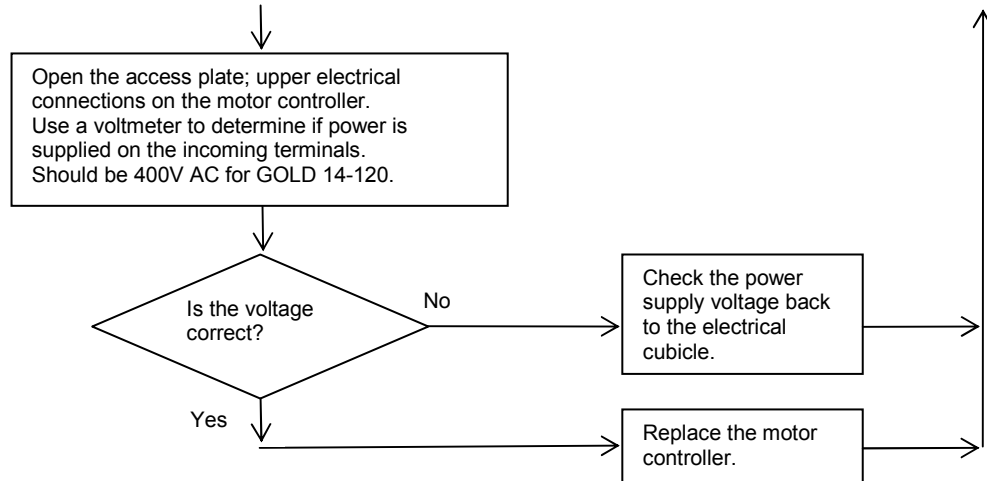 Open the access plate; upper electrical
connections on the motor controller.
Use a voltmeter to determine if power is
supplied on the incoming terminals.
Should be 400V AC for GOLD 14-120.
Is the voltage
correct?
No
Check the power
supply voltage back
to the electrical
cubicle.
Yes
Replace the motor
controller.